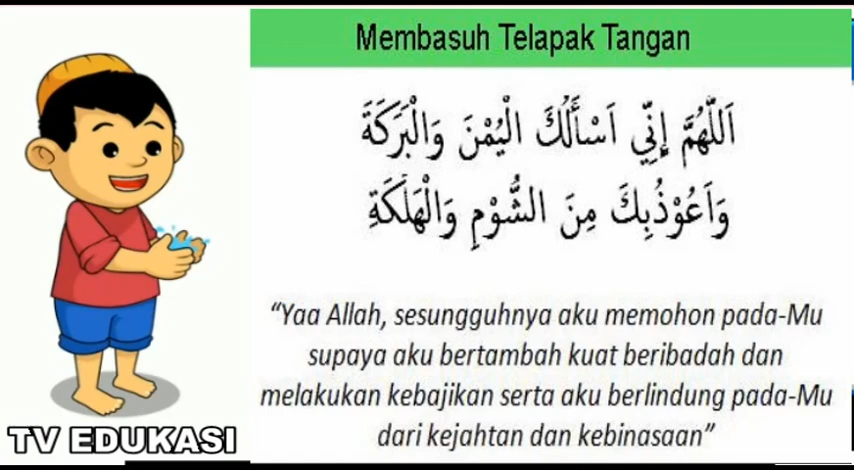 Membasuh Telapak Tangan
اَللّٰهُمَّ إِنِّي اَسْأَلُكَ الْيُمْنَ وَالْبَرَكَةَ
وَاَعُوْذُبِكَ مِنَ الشُّوْمِ وَالْهَلَكَةِ
“Yaa Allah, sesungguhnya aku memohon pada-Mu
supaya aku bertambah kuat beribadah dan
melakukan kebajikan serta aku berlindung pada-Mu
dari kejahtan dan kebinasaan”
TV EDUKASI